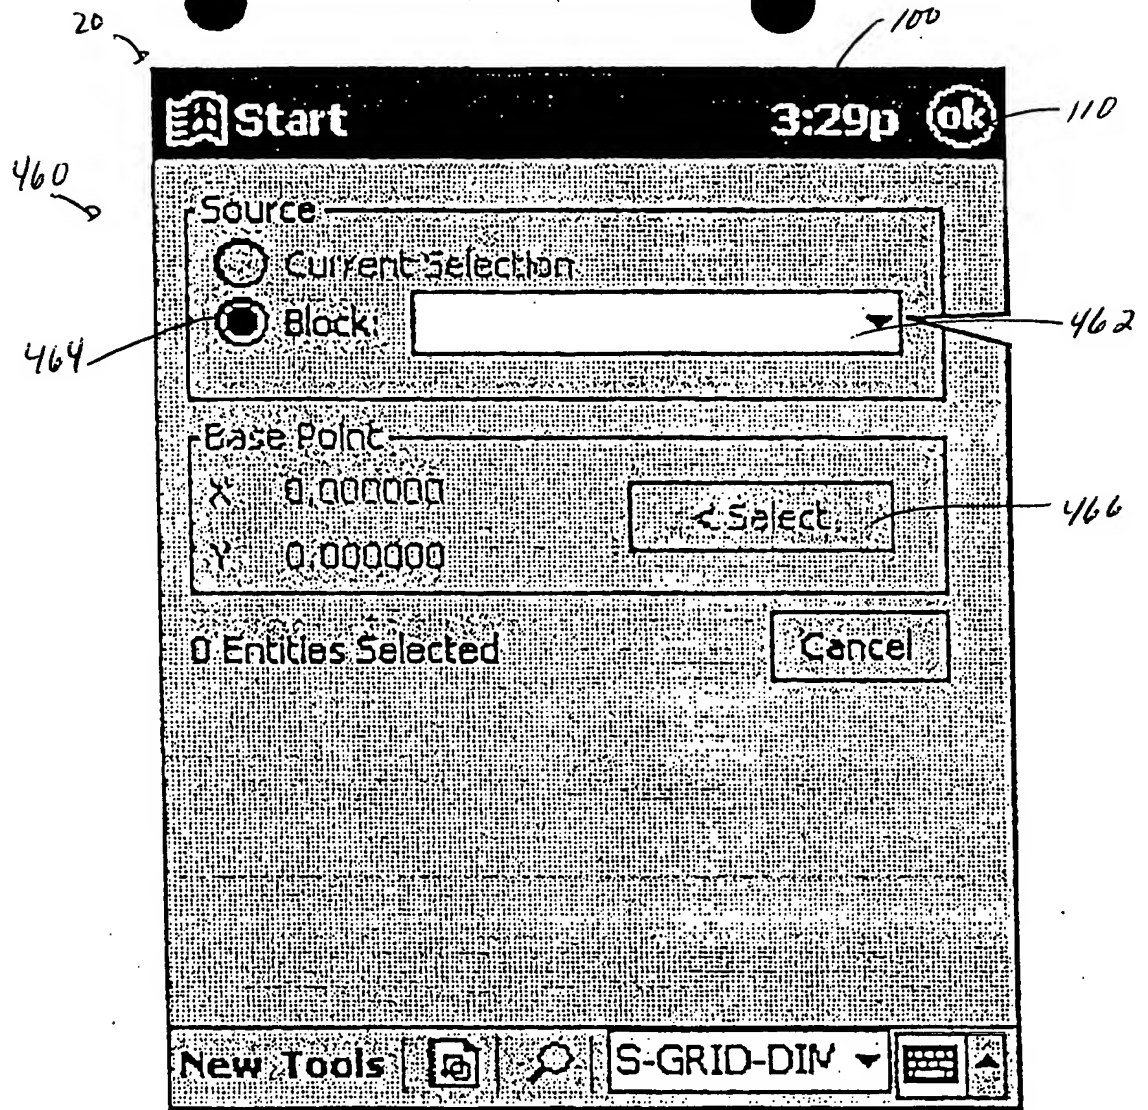 20
100
Start 3:29p ok
110
460
Source
Current Selection
Block:
462
464
Base Point
X 0.000000
< Select
466
Y 0.000000
0 Entities Selected
Cancel
New Tools S-GRID-DIM